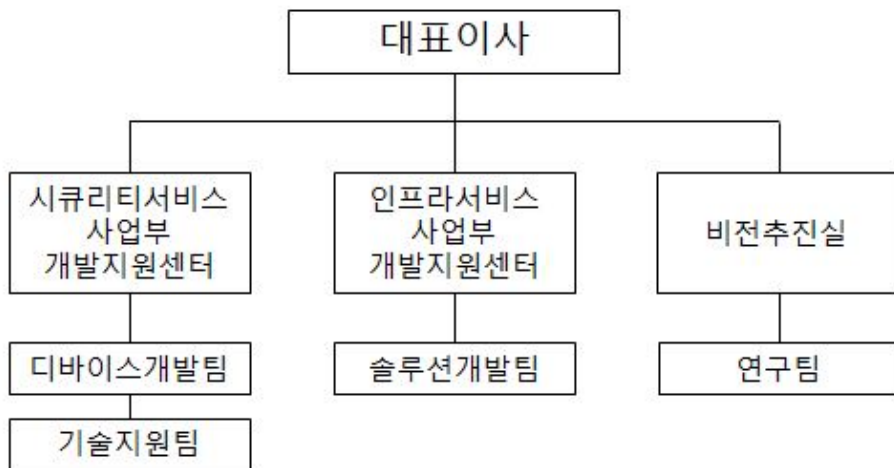 대표이사
시큐리티서비스
사업부
개발지원센터
인프라서비스
사업부
개발지원센터
비전추진실
디바이스개발팀
솔루션개발팀
연구팀
기술지원팀